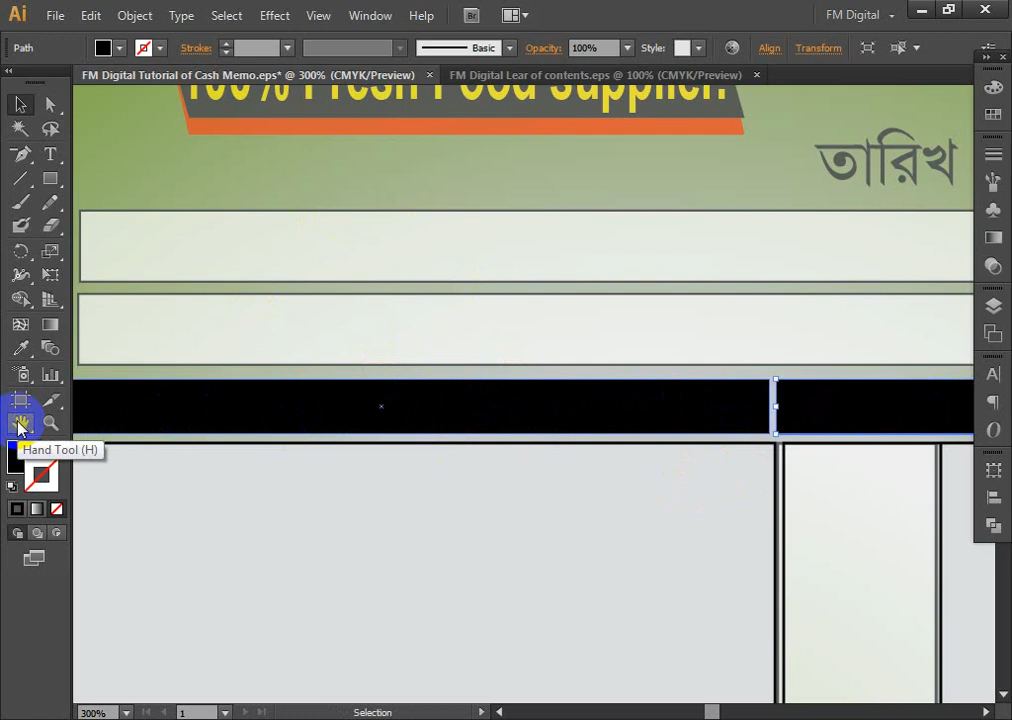 Ai File Edit Object Type Select Effect View Window Help Br FM Digital
Path Stroke: Basic Opacity: 100% Style: Align Transform
FM Digital Tutorial of Cash Memo.eps* @ 300% (CMYK/Preview) × FM Digital Lear of contents.eps @ 100% (CMYK/Preview) ×
100% Fresh Food Supplier.
তারিখ
Hand Tool (H)
300% 1 Selection